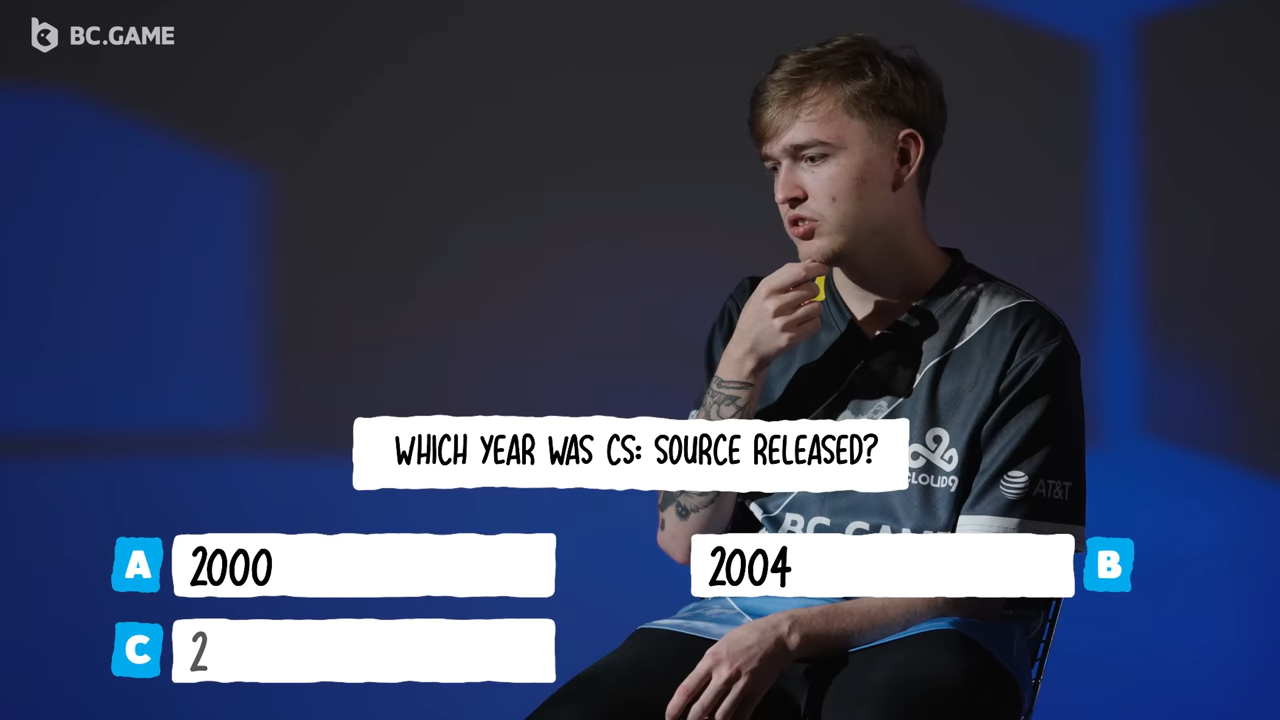 BC.GAME
WHICH YEAR WAS CS: SOURCE RELEASED?
CLOUD9
AT&T
BC.GAME
A 2000
2004 B
C 2